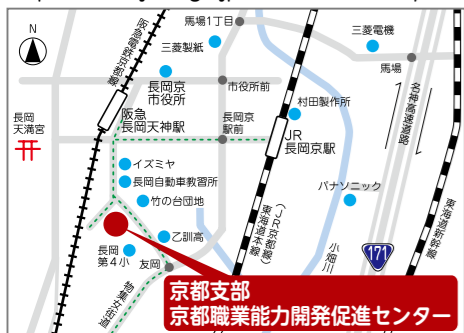 N
阪急電鉄京都線
馬場1丁目
三菱製紙
三菱電機
馬場
長岡京
市役所
市役所前
名神高速道路
長岡
天満宮
阪急
長岡天神駅
長岡京
駅前
村田製作所
JR
長岡京駅
イズミヤ
長岡自動車教習所
竹の台団地
パナソニック
(JR京都線)
東海道本線
小畑川
東海道新幹線
171
乙訓高
長岡
第4小
友岡
物集女街道
京都支部
京都職業能力開発促進センター